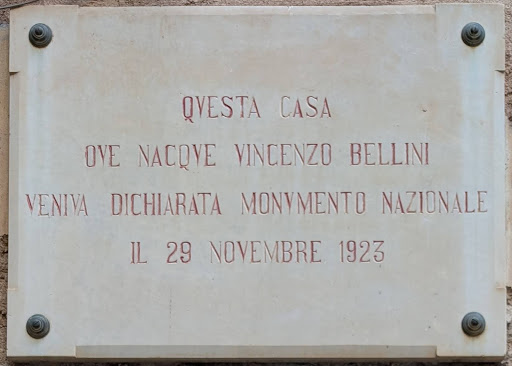 QVESTA CASA
OVE NACQVE VINCENZO BELLINI
VENIVA DICHIARATA MONVMENTO NAZIONALE
IL 29 NOVEMBRE 1923